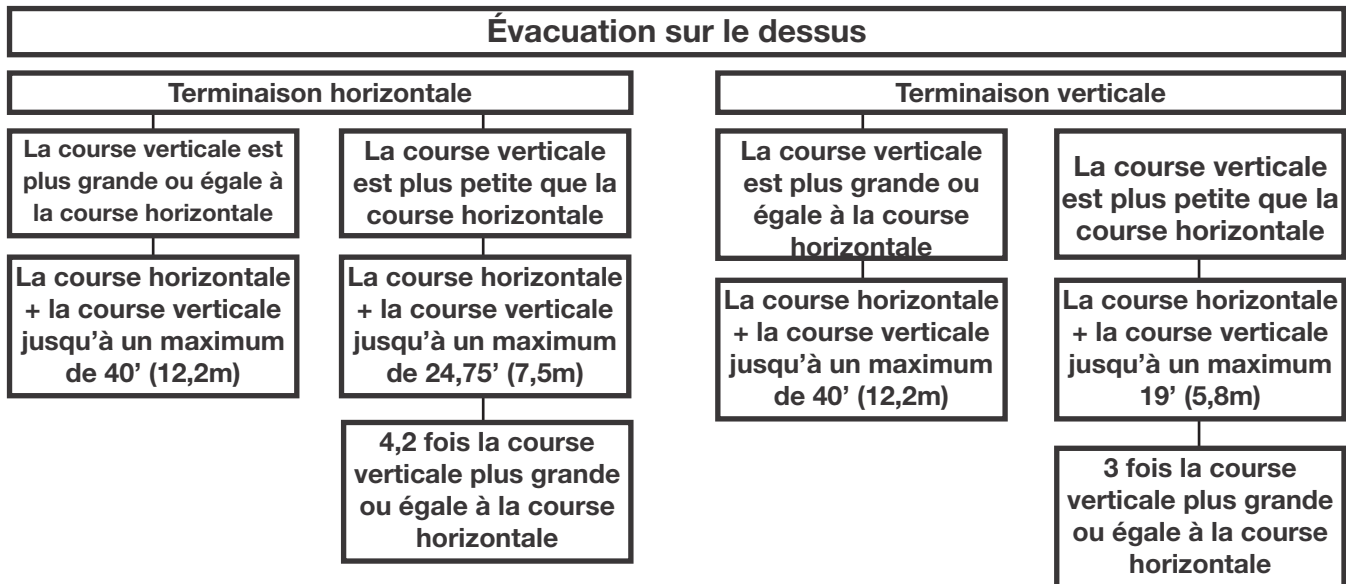 Évacuation sur le dessus
Terminaison horizontale
La course verticale est
plus grande ou égale à
la course horizontale
La course horizontale
+ la course verticale
jusqu’à un maximum
de 40’ (12,2m)
La course verticale
est plus petite que la
course horizontale
La course horizontale
+ la course verticale
jusqu’à un maximum
de 24,75’ (7,5m)
4,2 fois la course
verticale plus grande
ou égale à la course
horizontale
Terminaison verticale
La course verticale
est plus grande ou
égale à la course
horizontale
La course horizontale
+ la course verticale
jusqu’à un maximum
de 40’ (12,2m)
La course verticale
est plus petite que la
course horizontale
La course horizontale
+ la course verticale
jusqu’à un maximum
19’ (5,8m)
3 fois la course
verticale plus grande
ou égale à la course
horizontale